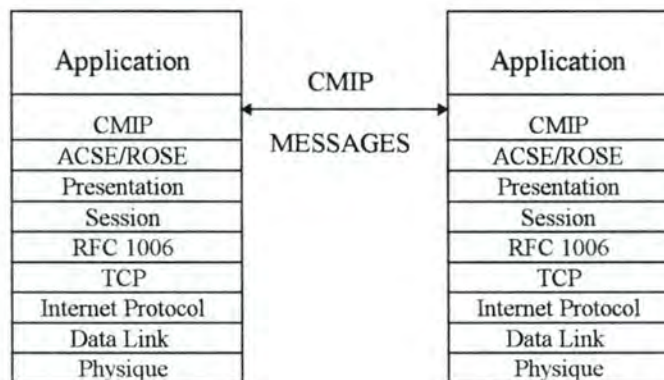 Application
CMIP
ACSE/ROSE
Presentation
Session
RFC 1006
TCP
Internet Protocol
Data Link
Physique
CMIP
MESSAGES
Application
CMIP
ACSE/ROSE
Presentation
Session
RFC 1006
TCP
Internet Protocol
Data Link
Physique